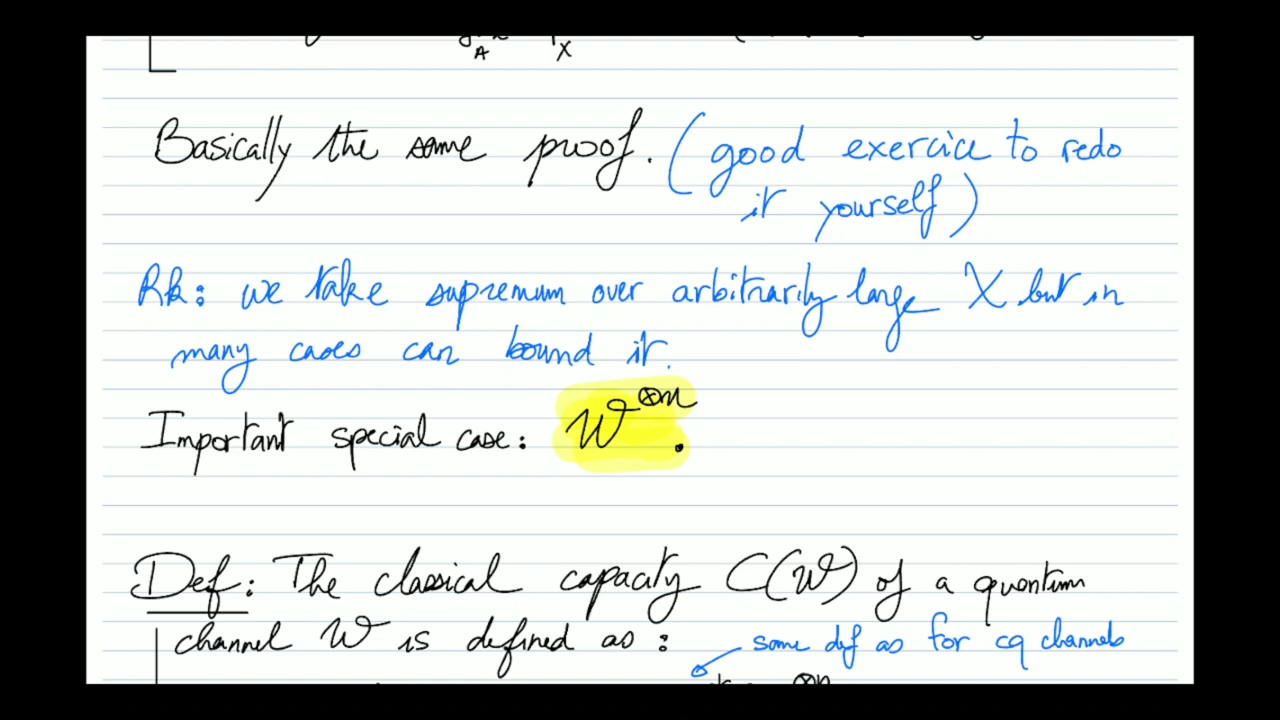 A X
Basically the same proof. (good exercice to redo
it yourself)
Rk: we take supremum over arbitrarily large X but in
many cases can bound it.
Important special case: W^{⊗n}.
Def: The classical capacity C(W) of a quantum
channel W is defined as:
same def as for cq channels
⊗n